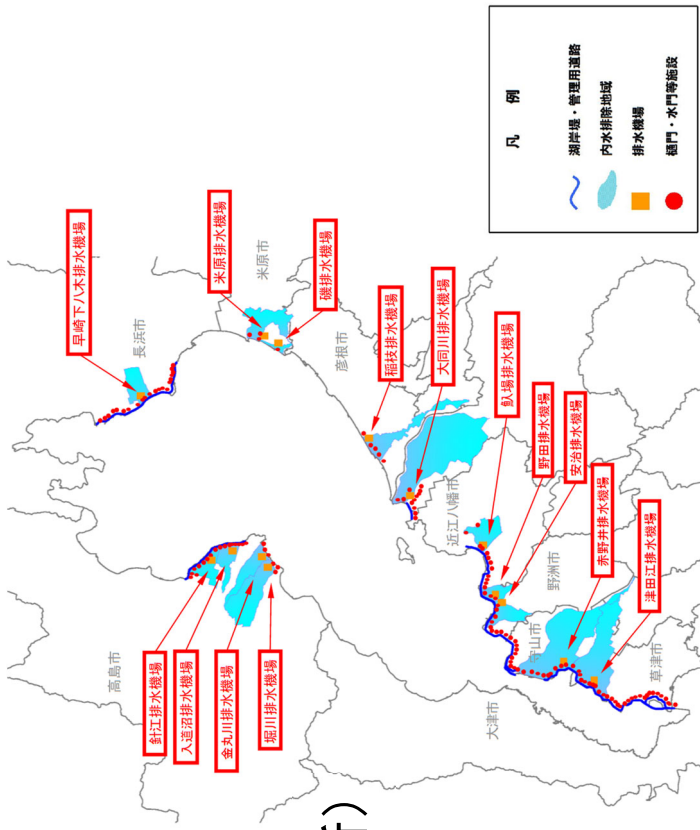 早崎下八木排水機場
長浜市
米原排水機場
米原市
磯排水機場
彦根市
稲枝排水機場
大同川排水機場
近江八幡市
野田排水機場
安治排水機場
野洲市
赤野井排水機場
守山市
津田江排水機場
草津市
大津市
高島市
針江排水機場
入道沼排水機場
金丸川排水機場
堀川排水機場
凡 例
湖岸堤・管理用道路
内水排除地域
排水機場
樋門・水門等施設